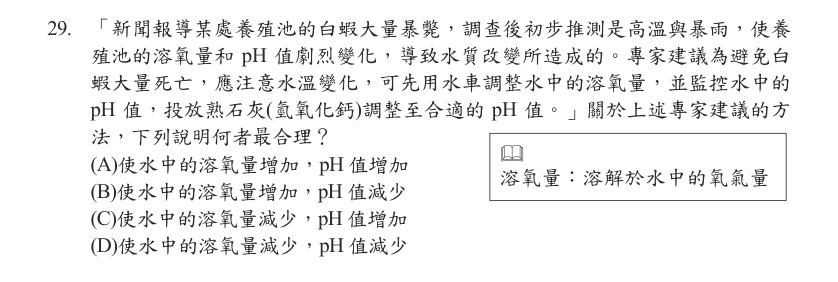 29. 「新聞報導某處養殖池的白蝦大量暴斃，調查後初步推測是高溫與暴雨，使養
殖池的溶氧量和 pH 值劇烈變化，導致水質改變所造成的。專家建議為避免白
蝦大量死亡，應注意水溫變化，可先用水車調整水中的溶氧量，並監控水中的
pH 值，投放熟石灰(氫氧化鈣)調整至合適的 pH 值。」關於上述專家建議的方
法，下列說明何者最合理？
(A)使水中的溶氧量增加，pH 值增加
(B)使水中的溶氧量增加，pH 值減少
(C)使水中的溶氧量減少，pH 值增加
(D)使水中的溶氧量減少，pH 值減少
溶氧量：溶解於水中的氧氣量